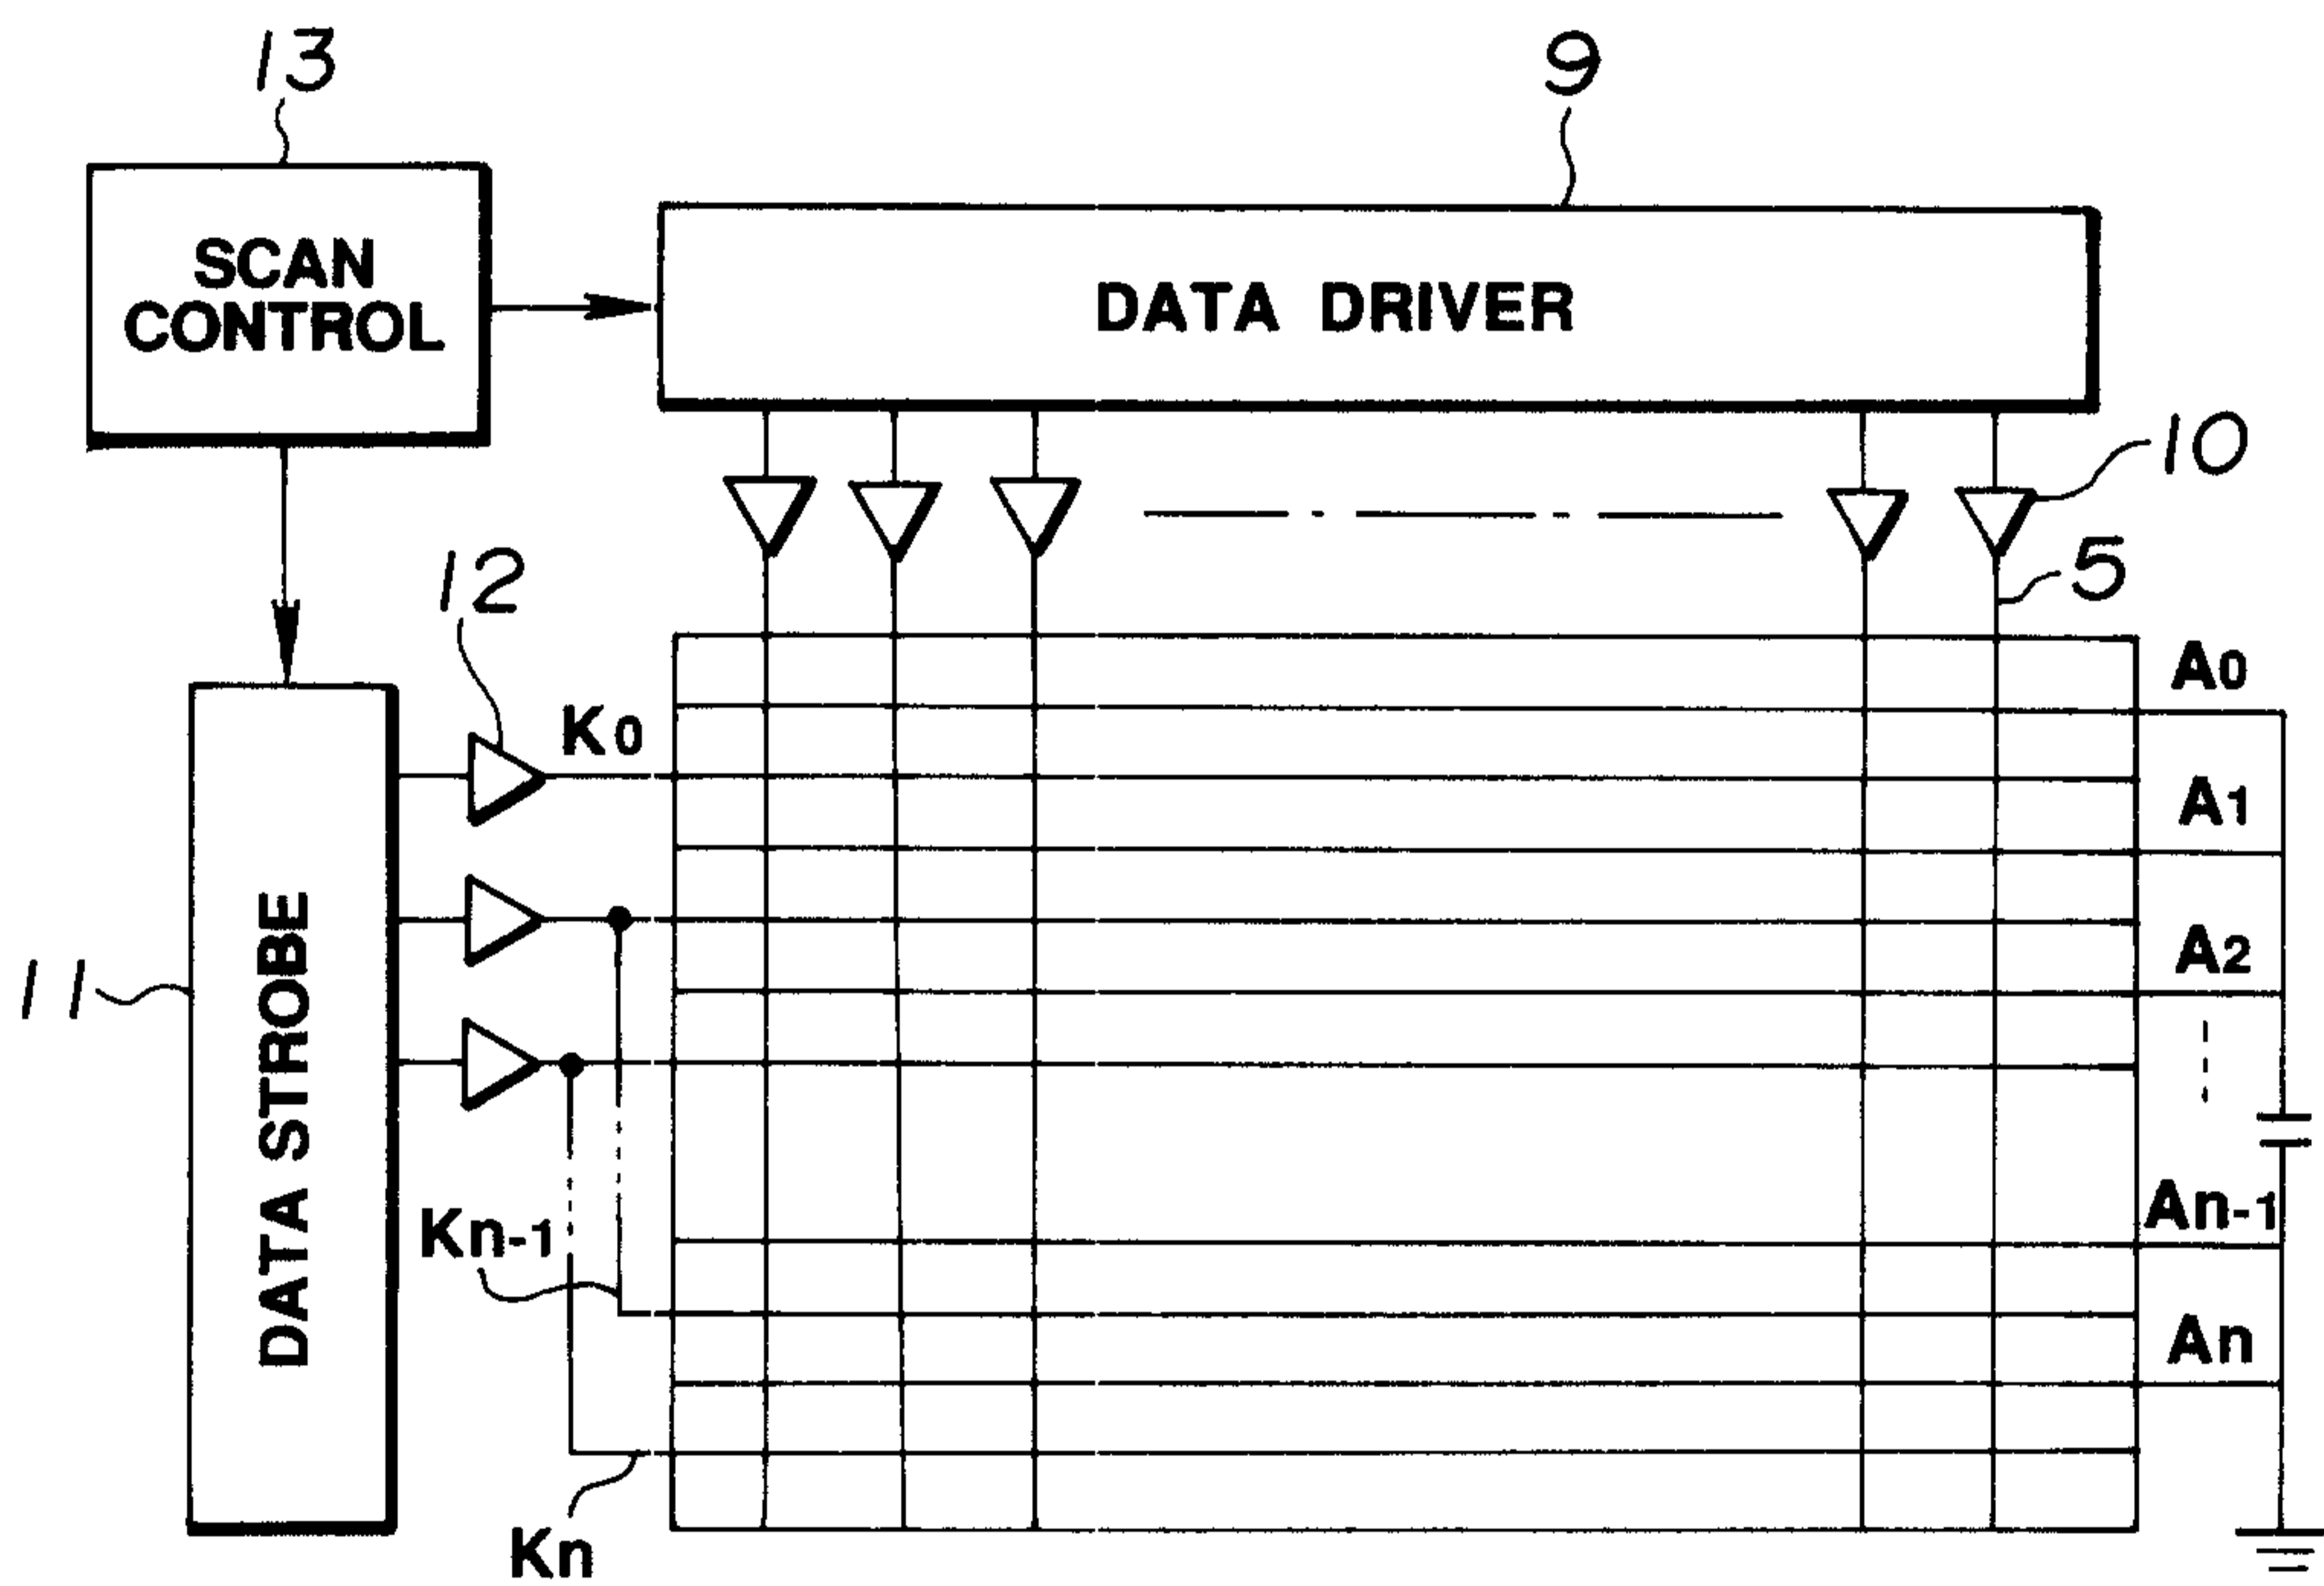 13
9
SCAN
CONTROL
DATA DRIVER
10
12
5
K0
A0
A1
A2
11
DATA STROBE
Kn-1
An-1
An
Kn